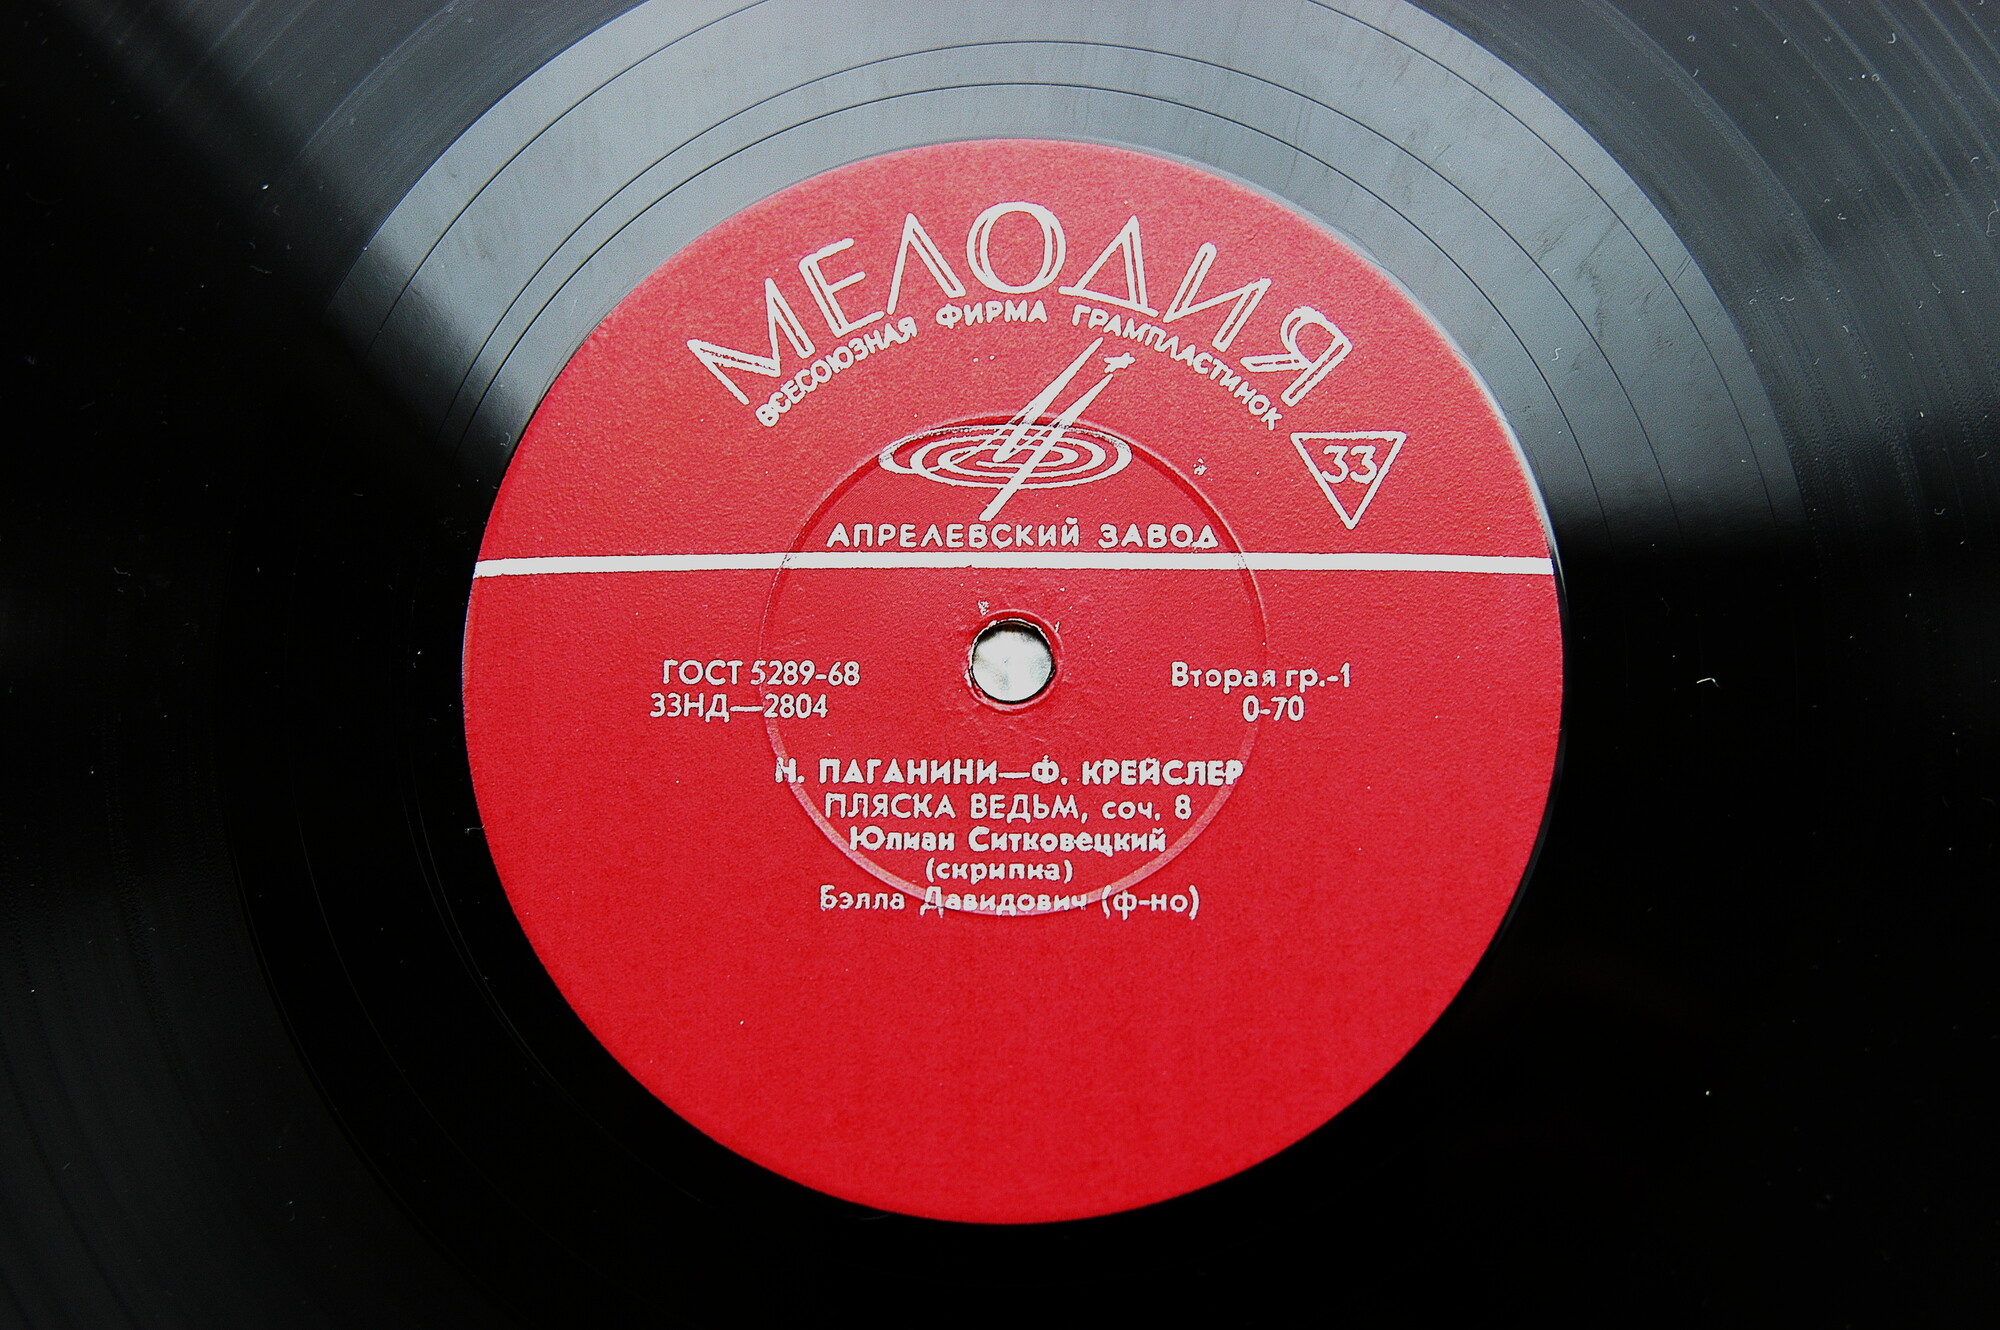 МЕЛОДИЯ
ВСЕСОЮЗНАЯ ФИРМА ГРАМПЛАСТИНОК
33
АПРЕЛЕВСКИЙ ЗАВОД
ГОСТ 5289-68
33НД—2804
Вторая гр.-1
0-70
Н. ПАГАНИНИ—Ф. КРЕЙСЛЕР
ПЛЯСКА ВЕДЬМ, соч. 8
Юлиан Ситковецкий
(скрипка)
Бэлла Давидович (ф-но)